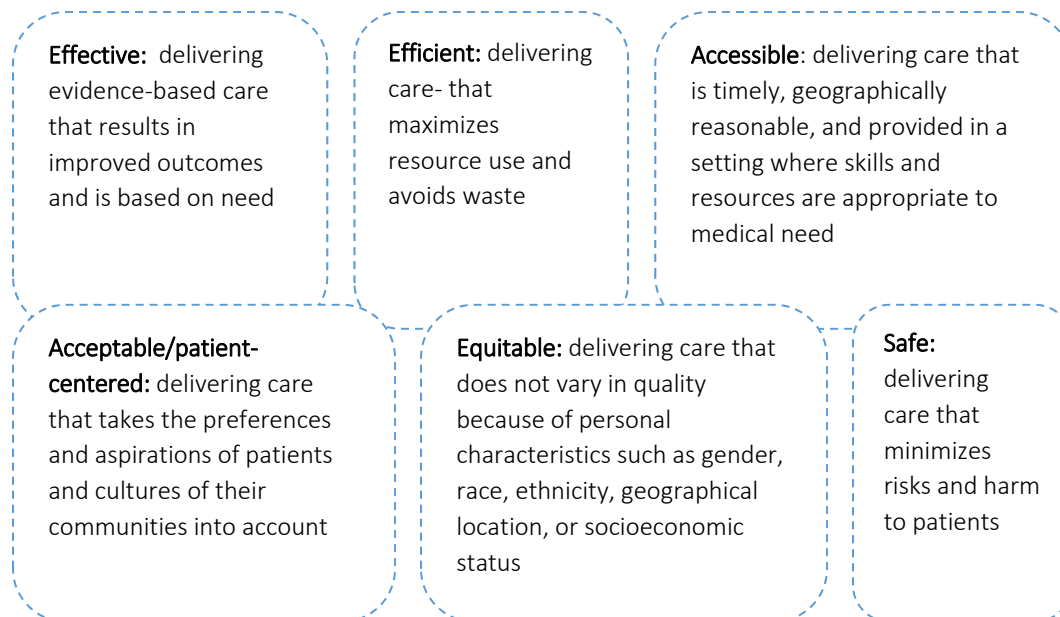 Effective:  delivering
evidence-based care
that results in
improved outcomes
and is based on need
Efficient: delivering
care- that
maximizes
resource use and
avoids waste
Accessible: delivering care that
is timely, geographically
reasonable, and provided in a
setting where skills and
resources are appropriate to
medical need
Acceptable/patient-
centered: delivering care
that takes the preferences
and aspirations of patients
and cultures of their
communities into account
Equitable: delivering care that
does not vary in quality
because of personal
characteristics such as gender,
race, ethnicity, geographical
location, or socioeconomic
status
Safe:
delivering
care that
minimizes
risks and harm
to patients